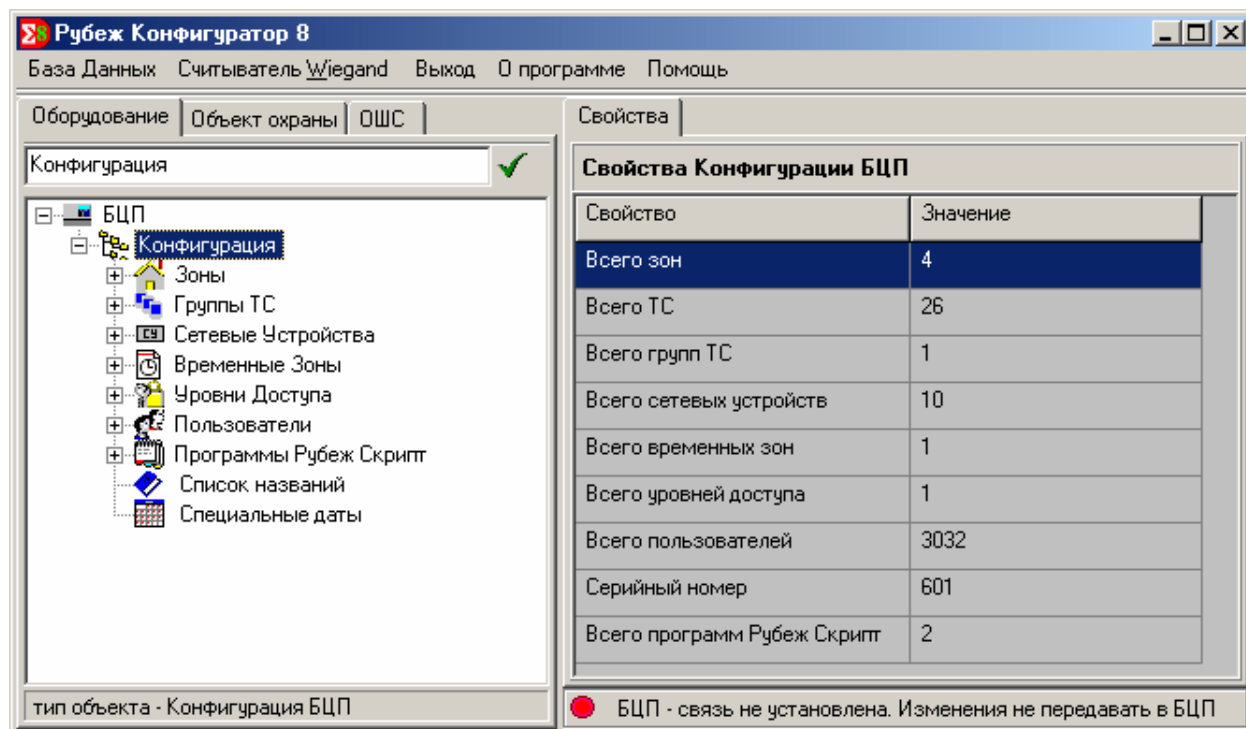 Рубеж Конфигуратор 8
База Данных Считыватель Wiegand Выход О программе Помощь
Оборудование Объект охраны ОШС
Конфигурация
БЦП
Конфигурация
Зоны
Группы ТС
СУ Сетевые Устройства
Временные Зоны
Уровни Доступа
Пользователи
Программы Рубеж Скрипт
Список названий
Специальные даты
тип объекта - Конфигурация БЦП
Свойства
Свойства Конфигурации БЦП
Свойство Значение
Всего зон 4
Всего ТС 26
Всего групп ТС 1
Всего сетевых устройств 10
Всего временных зон 1
Всего уровней доступа 1
Всего пользователей 3032
Серийный номер 601
Всего программ Рубеж Скрипт 2
БЦП - связь не установлена. Изменения не передавать в БЦП